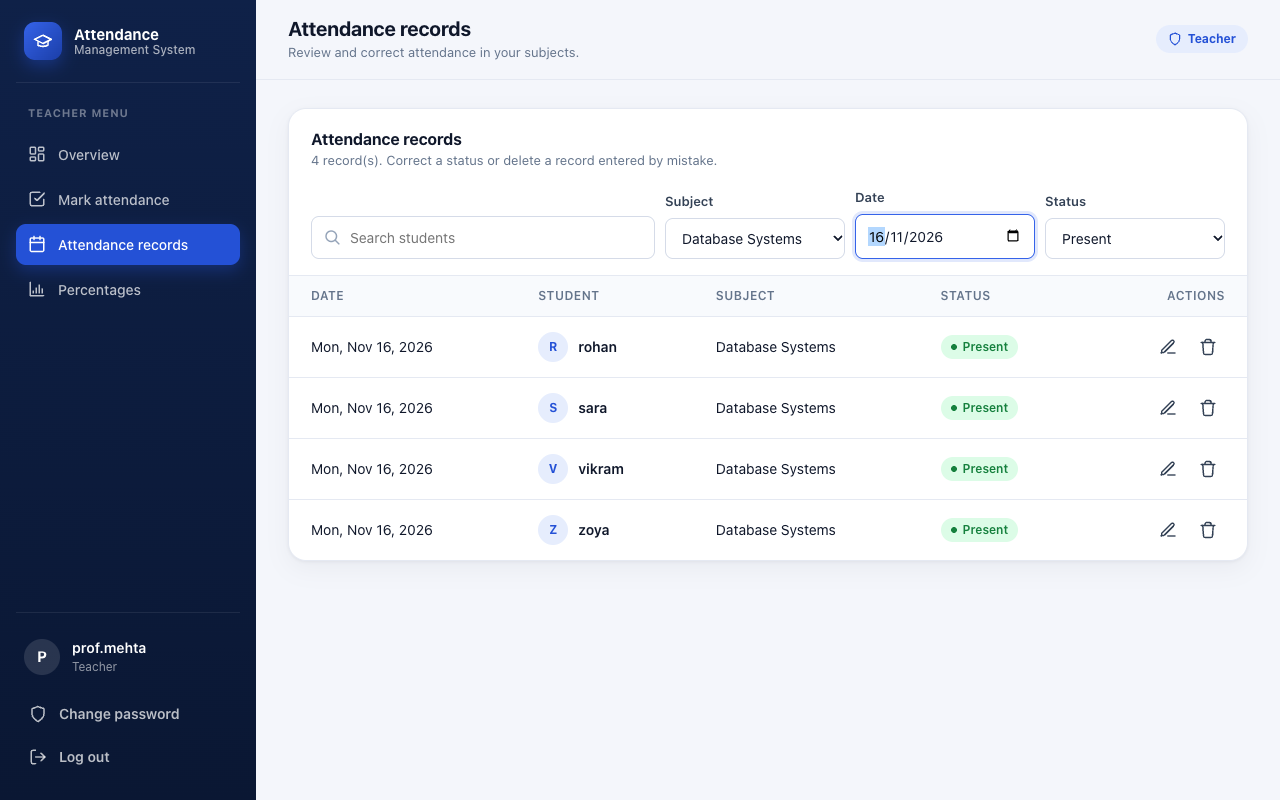 Attendance
Management System
TEACHER MENU
Overview
Mark attendance
Attendance records
Percentages
P
prof.mehta
Teacher
Change password
Log out
Attendance records
Review and correct attendance in your subjects.
Teacher
Attendance records
4 record(s). Correct a status or delete a record entered by mistake.
Search students
Subject
Database Systems
Date
16/11/2026
Status
Present
DATE STUDENT SUBJECT STATUS ACTIONS
Mon, Nov 16, 2026 R rohan Database Systems Present
Mon, Nov 16, 2026 S sara Database Systems Present
Mon, Nov 16, 2026 V vikram Database Systems Present
Mon, Nov 16, 2026 Z zoya Database Systems Present